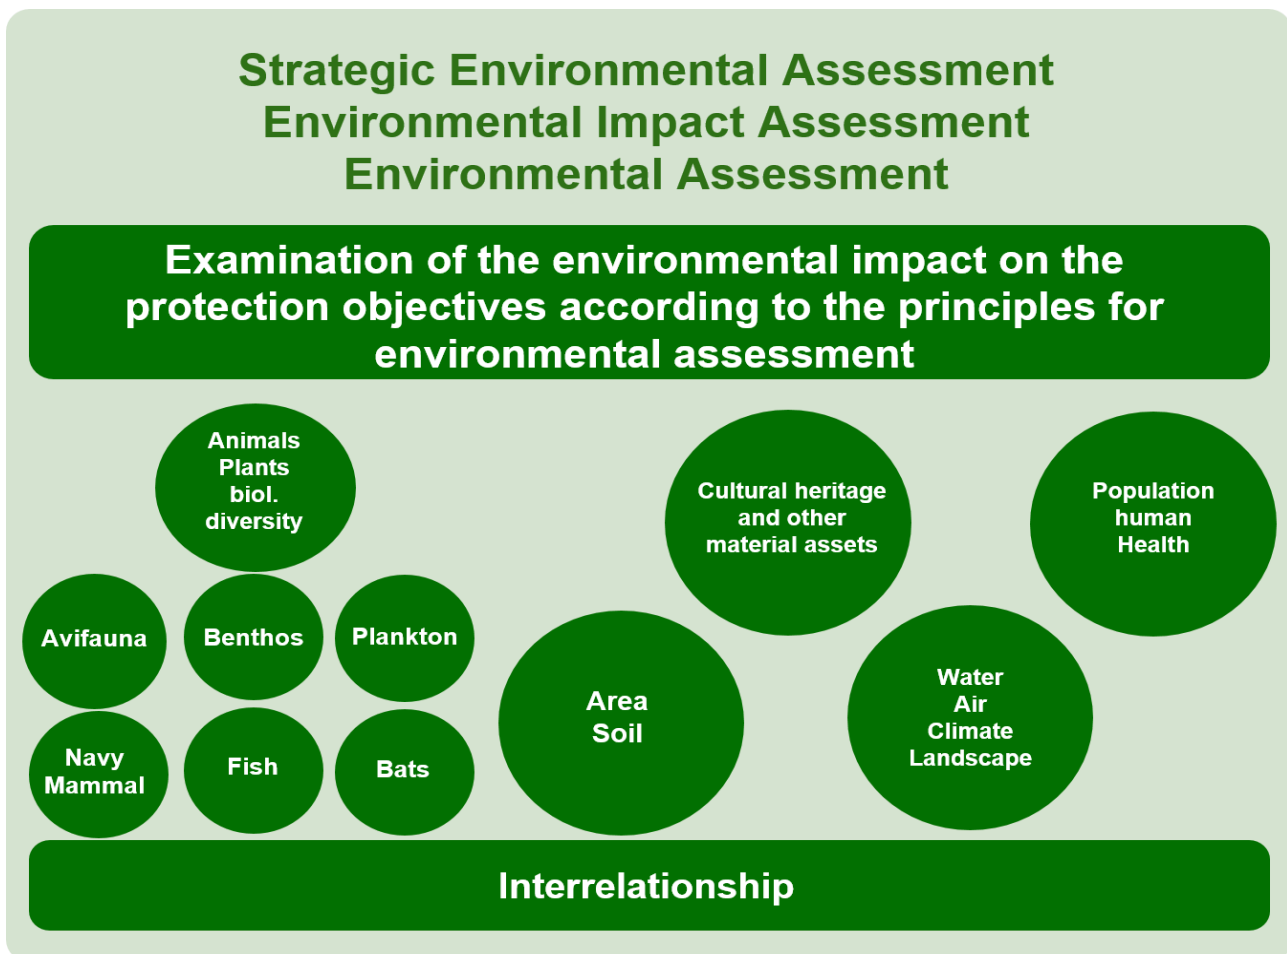 Strategic Environmental Assessment
Environmental Impact Assessment
Environmental Assessment
Examination of the environmental impact on the
protection objectives according to the principles for
environmental assessment
Animals
Plants
biol.
diversity
Cultural heritage
and other
material assets
Population
human
Health
Avifauna
Benthos
Plankton
Area
Soil
Water
Air
Climate
Landscape
Navy
Mammal
Fish
Bats
Interrelationship